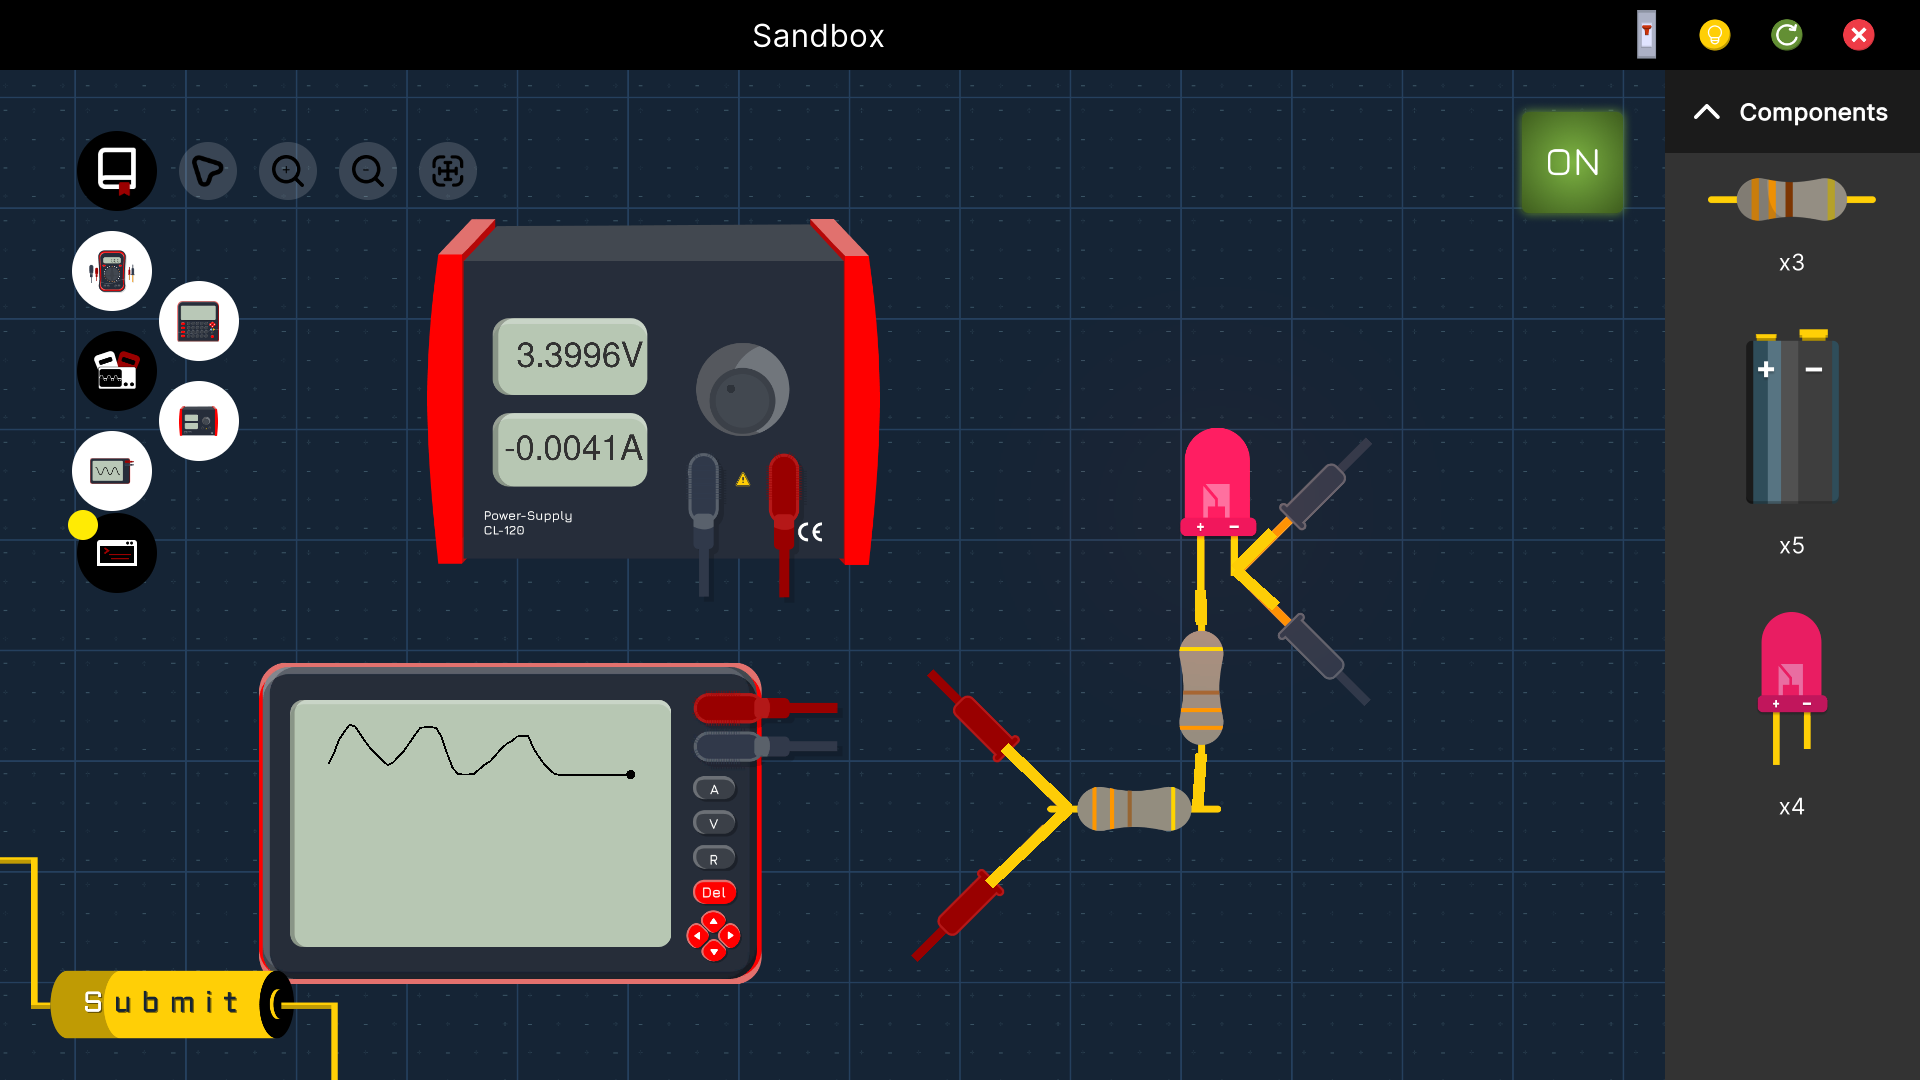 Sandbox
ON
Components
x3
3.3996V
-0.0041A
Power-Supply
CL-120
CE
+ −
x5
+ −
+ −
x4
A
V
R
Del
Submit